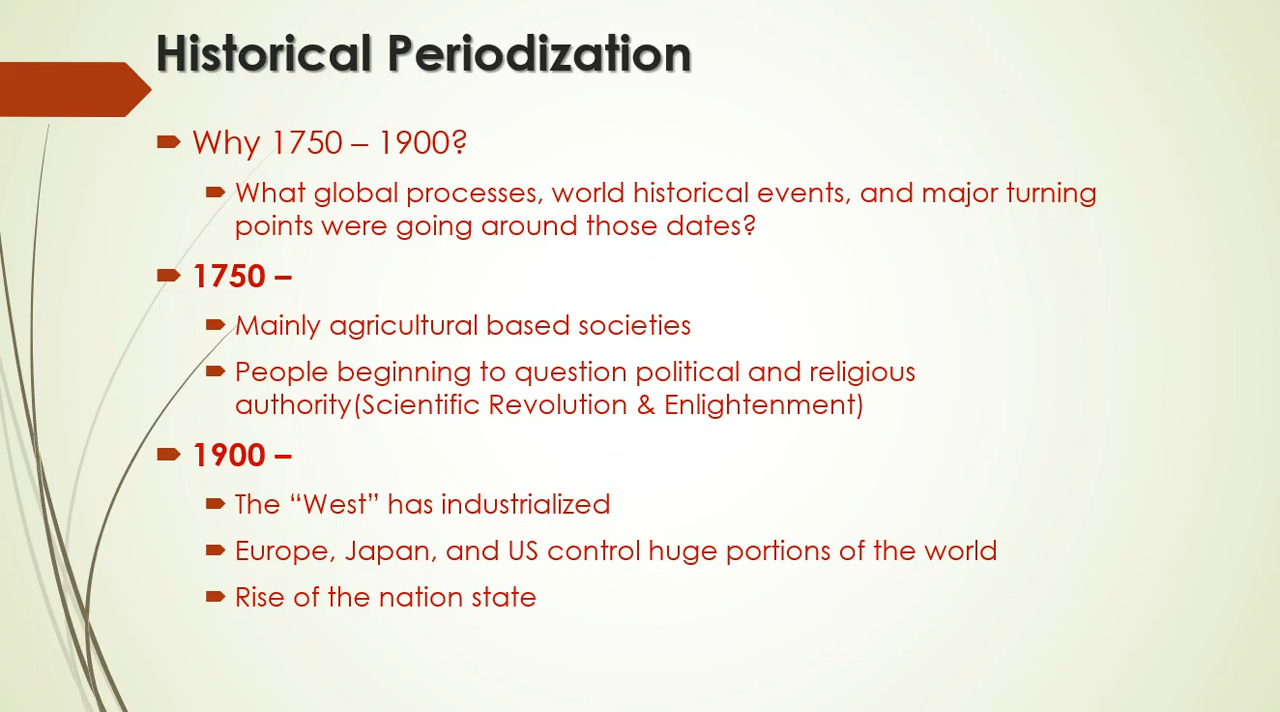 Historical Periodization
Why 1750 – 1900?
What global processes, world historical events, and major turning
points were going around those dates?
1750 –
Mainly agricultural based societies
People beginning to question political and religious
authority(Scientific Revolution & Enlightenment)
1900 –
The “West” has industrialized
Europe, Japan, and US control huge portions of the world
Rise of the nation state